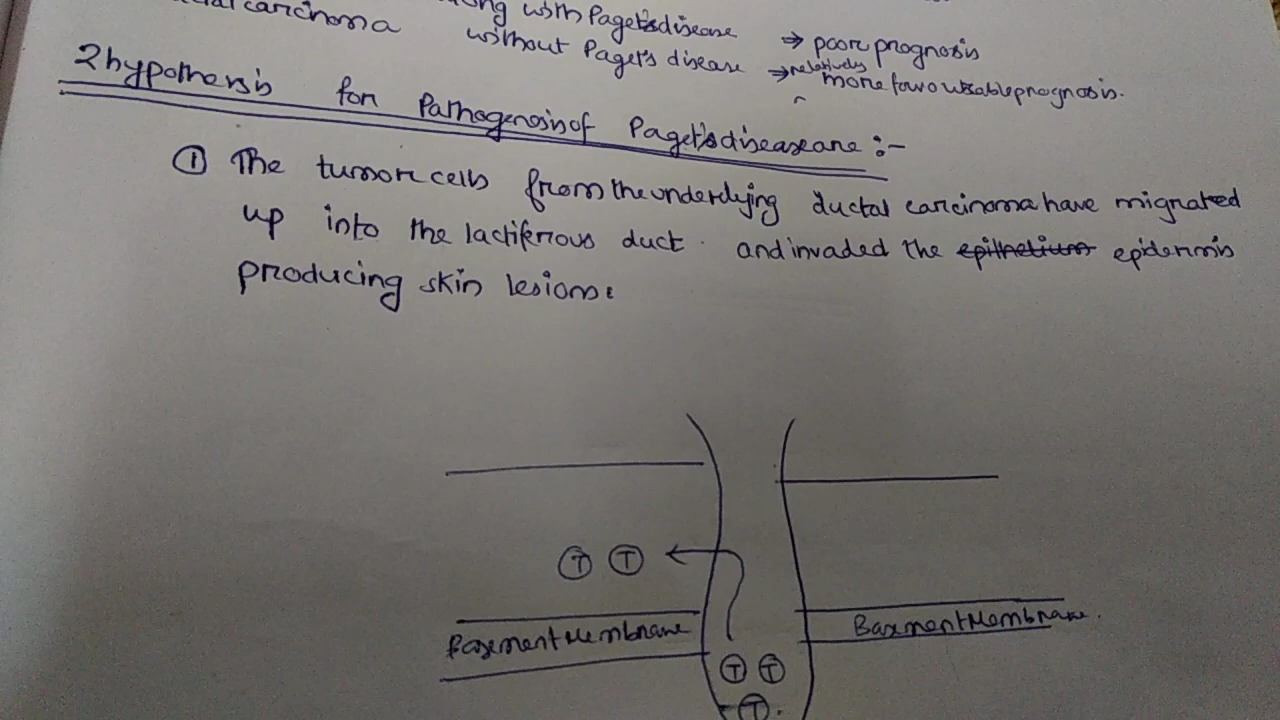 carcinoma with Paget's disease ⇒ poor prognosis
without Paget's disease ⇒ relatively more favourable prognosis.
2 hypothesis for Pathogenosis of Paget's disease are :-
① The tumor cells from the underlying ductal carcinoma have migrated
up into the lactiferous duct. and invaded the epithelium epidermis
producing skin lesions.
T T
Basement Membrane
Basement Membrane.
T T
T